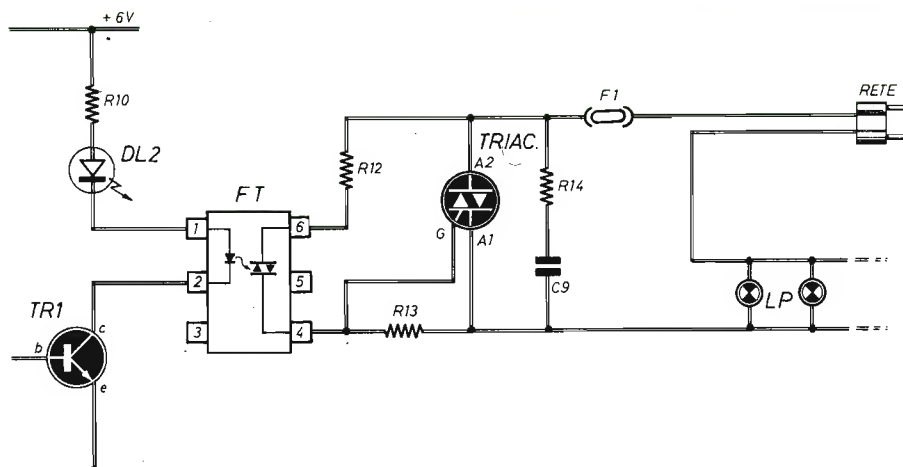 + 6V
R10
DL2
FT
1
2
3
6
5
4
TR1
b
c
e
R12
R13
TRIAC.
A2
G
A1
R14
C9
F1
RETE
LP